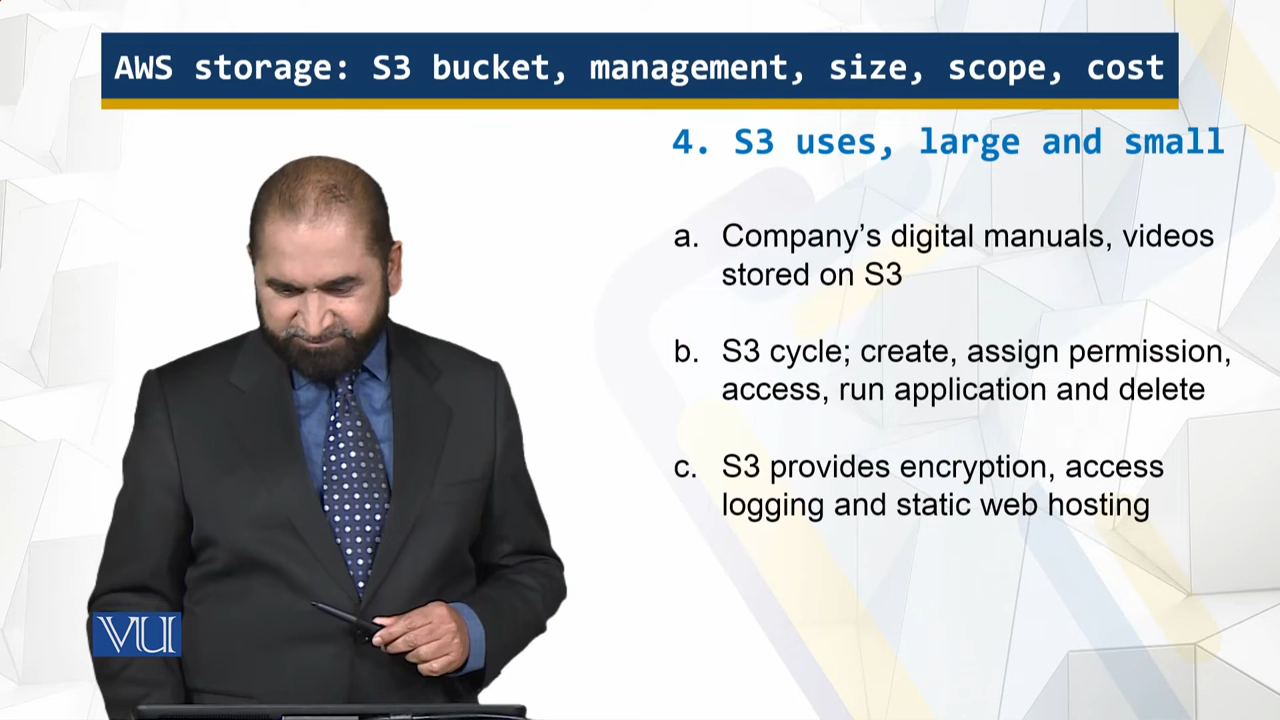 AWS storage: S3 bucket, management, size, scope, cost
4. S3 uses, large and small
a. Company’s digital manuals, videos
stored on S3
b. S3 cycle; create, assign permission,
access, run application and delete
c. S3 provides encryption, access
logging and static web hosting
VU